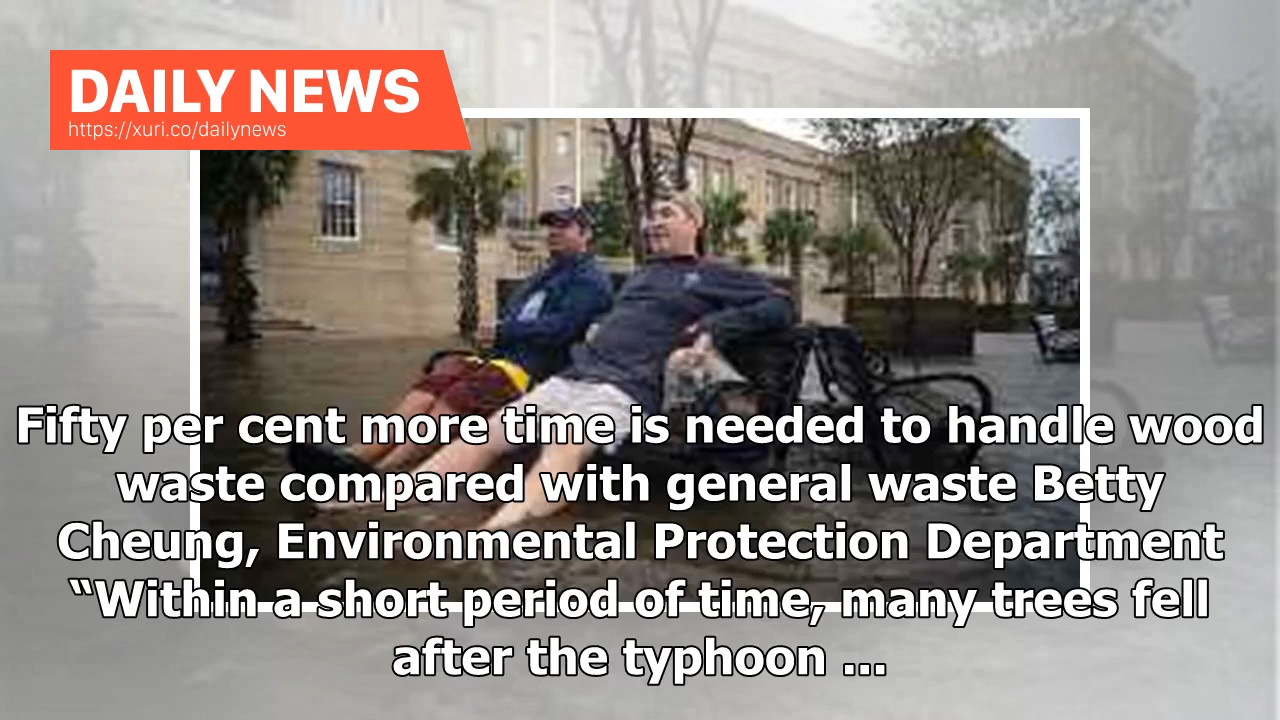 DAILY NEWS
https://xuri.co/dailynews
Fifty per cent more time is needed to handle wood
waste compared with general waste Betty
Cheung, Environmental Protection Department
“Within a short period of time, many trees fell
after the typhoon ...